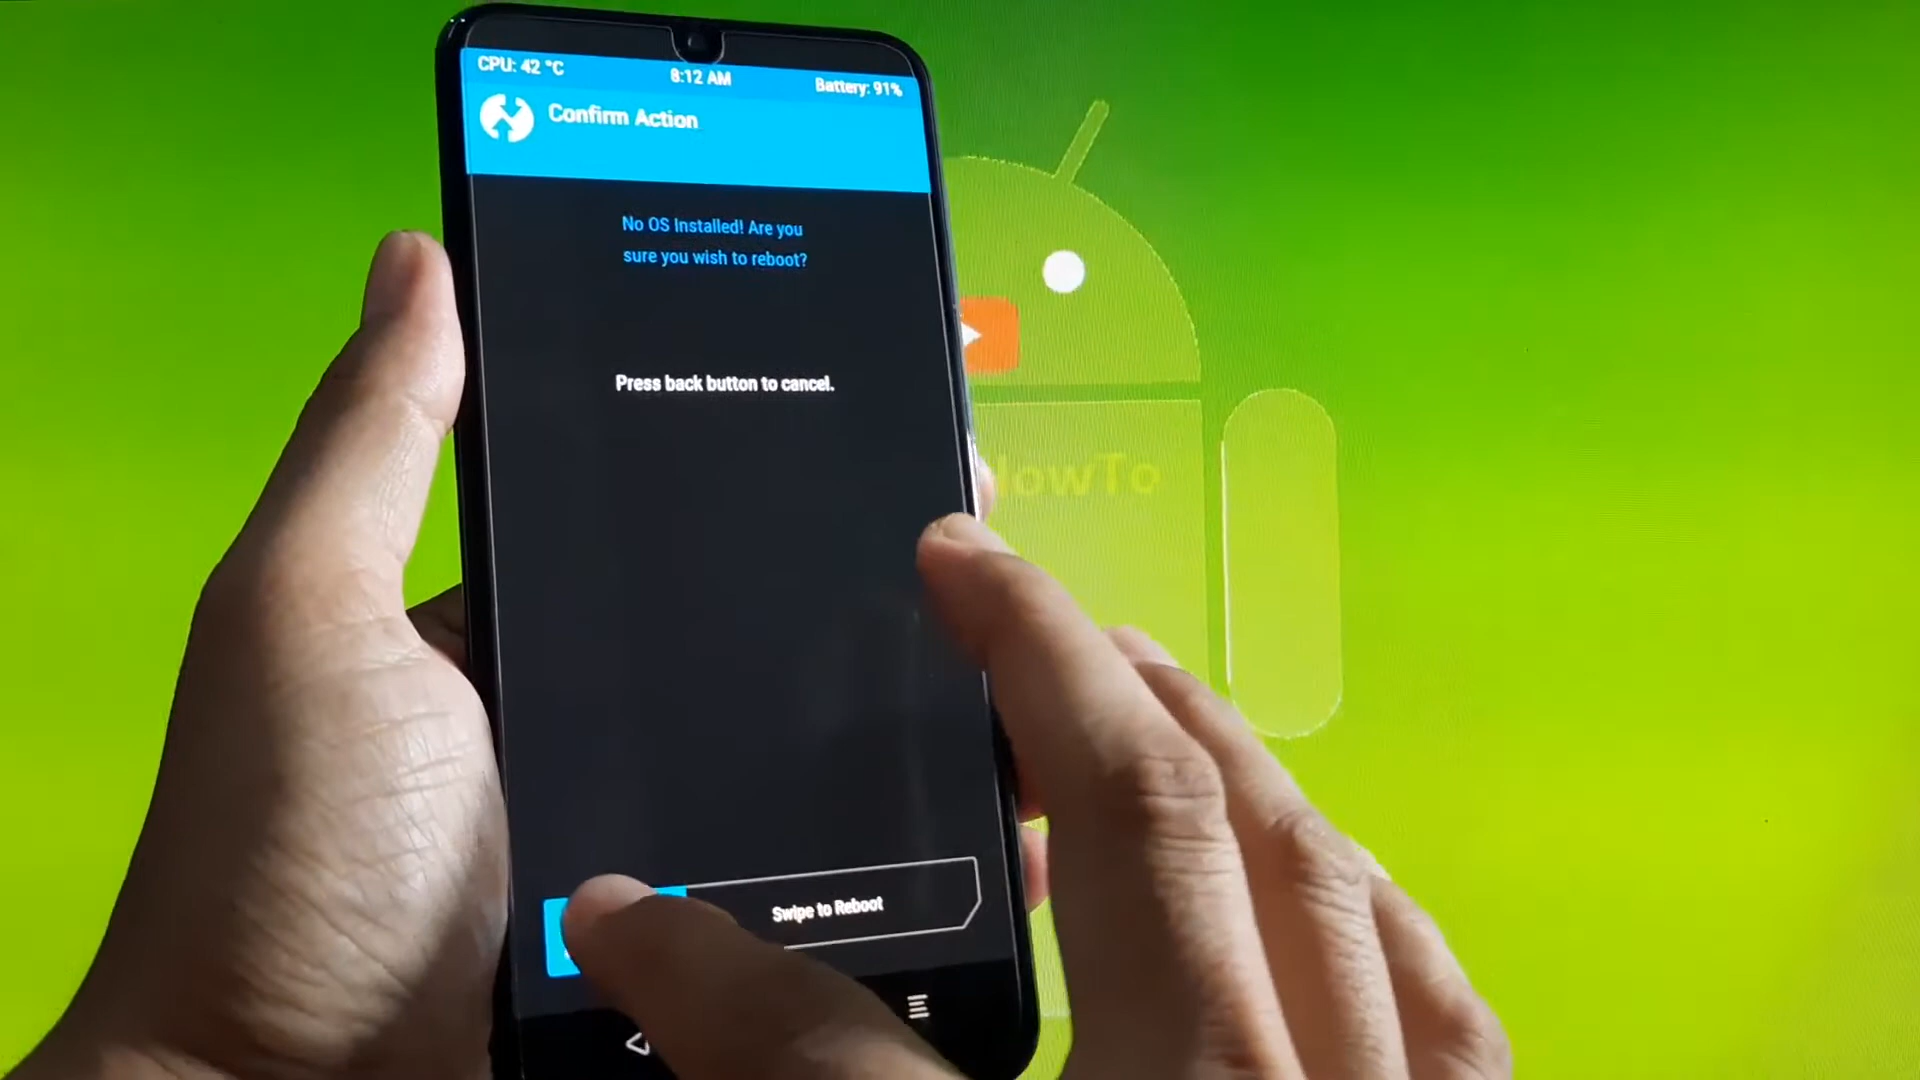 CPU: 42 °C
8:12 AM
Battery: 91%
Confirm Action
No OS Installed! Are you
sure you wish to reboot?
Press back button to cancel.
HowTo
Swipe to Reboot